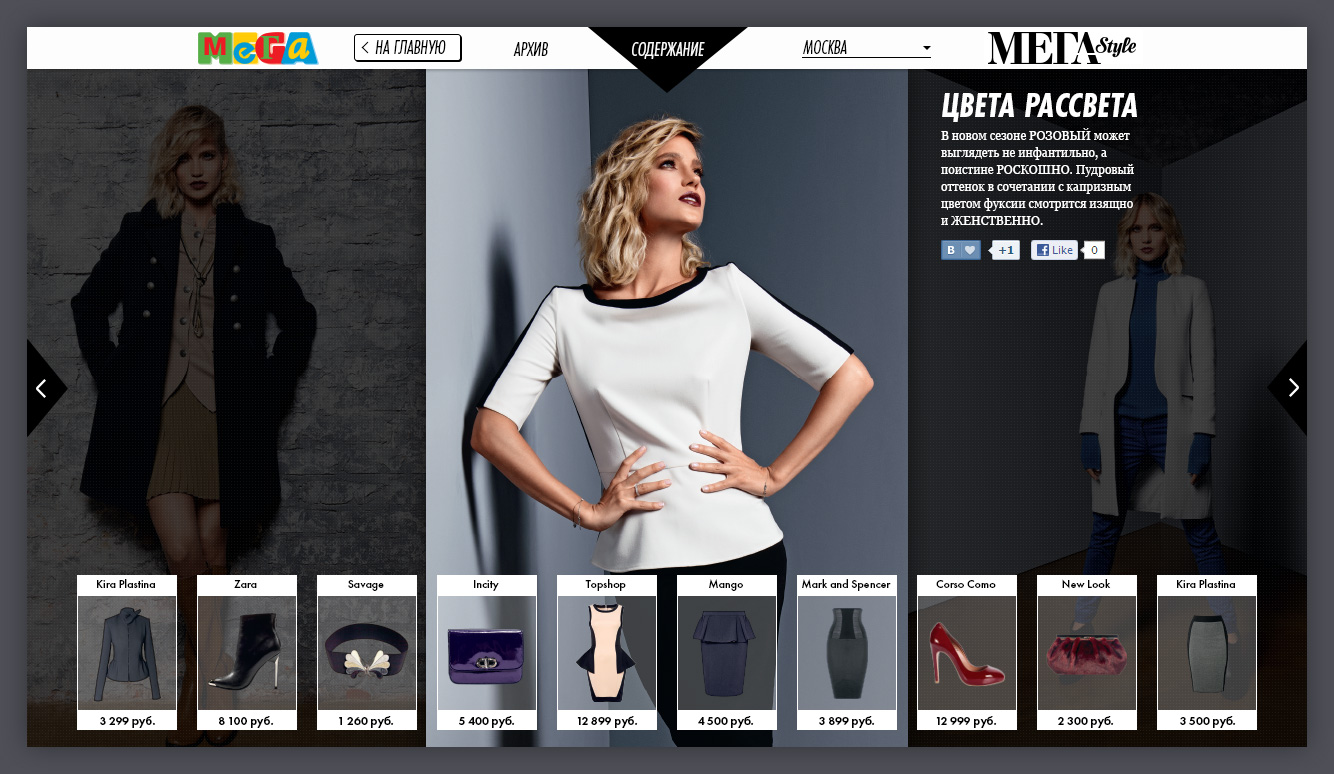 МЕГА
НА ГЛАВНУЮ
АРХИВ
СОДЕРЖАНИЕ
МОСКВА
МЕГА Style
ЦВЕТА РАССВЕТА
В новом сезоне РОЗОВЫЙ может
выглядеть не инфантильно, а
поистине РОСКОШНО. Пудровый
оттенок в сочетании с капризным
цветом фуксии смотрится изящно
и ЖЕНСТВЕННО.
В +1 Like 0
Kira Plastina
Zara
Savage
Incity
Topshop
Mango
Mark and Spencer
Corso Como
New Look
Kira Plastina
3 299 руб.
8 100 руб.
1 260 руб.
5 400 руб.
12 899 руб.
4 500 руб.
3 899 руб.
12 999 руб.
2 300 руб.
3 500 руб.